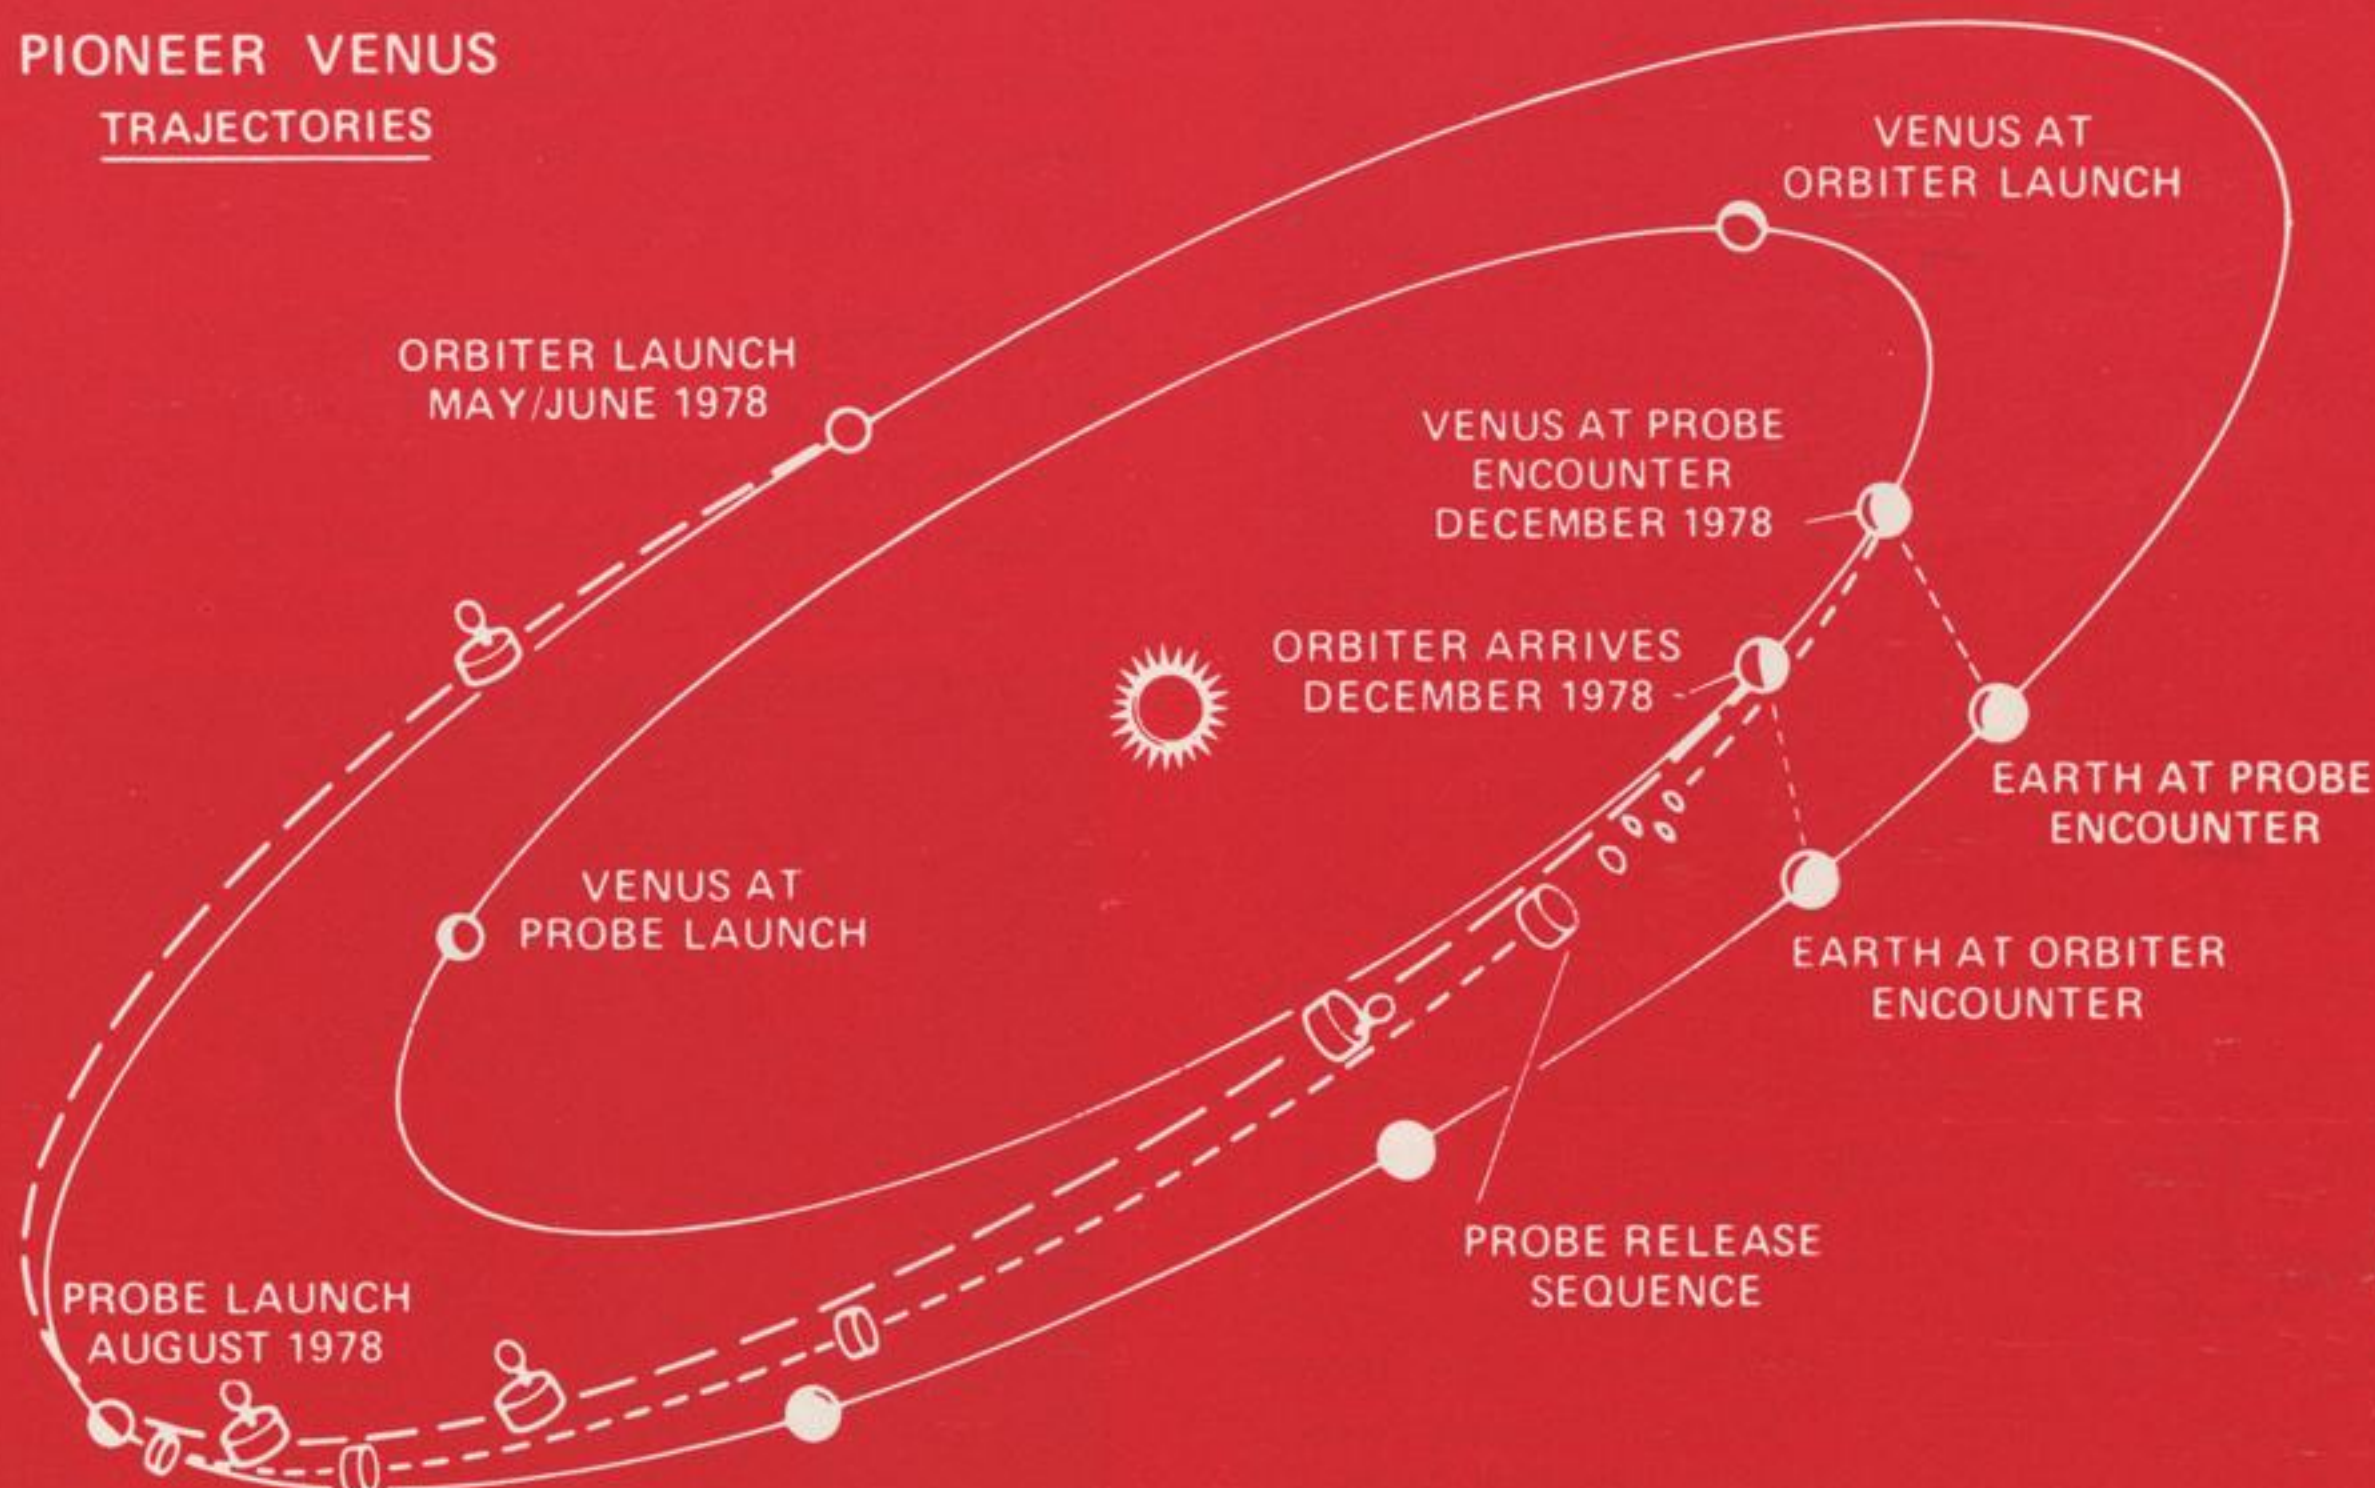 PIONEER VENUS
TRAJECTORIES
VENUS AT
ORBITER LAUNCH
ORBITER LAUNCH
MAY/JUNE 1978
VENUS AT PROBE
ENCOUNTER
DECEMBER 1978
ORBITER ARRIVES
DECEMBER 1978
EARTH AT PROBE
ENCOUNTER
VENUS AT
PROBE LAUNCH
EARTH AT ORBITER
ENCOUNTER
PROBE RELEASE
SEQUENCE
PROBE LAUNCH
AUGUST 1978